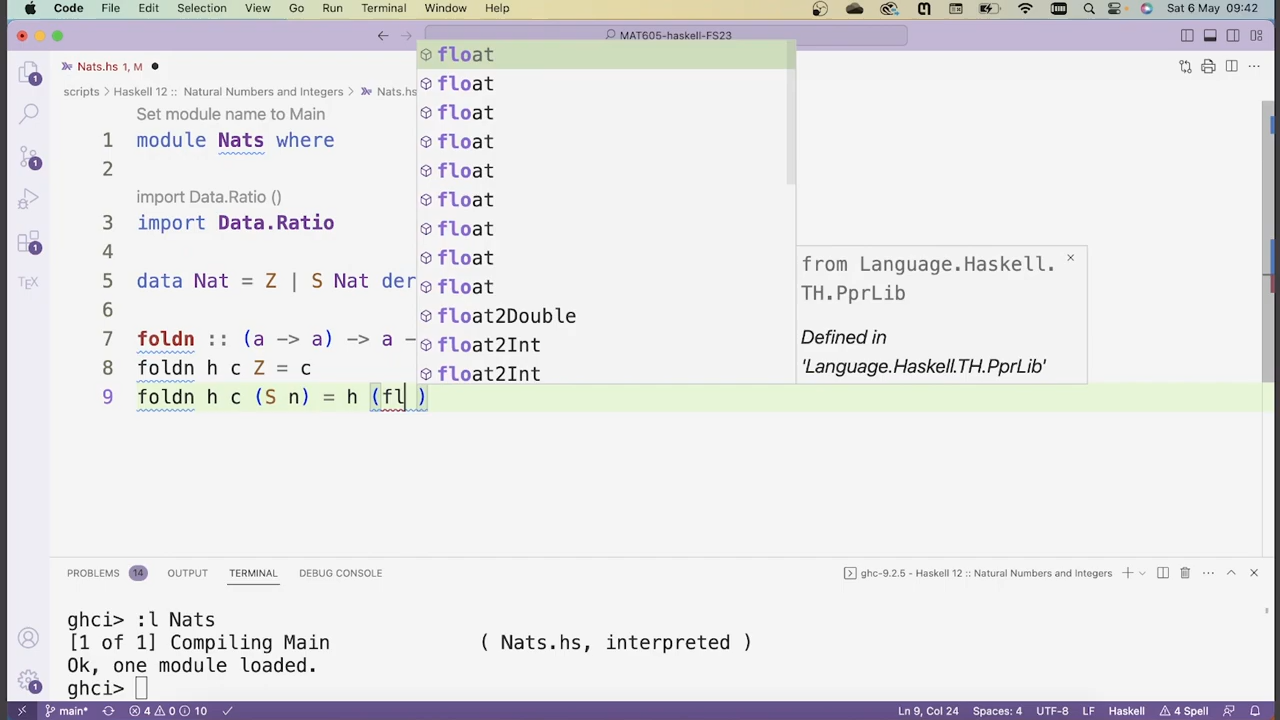 Code File Edit Selection View Go Run Terminal Window Help Sat 6 May 09:42
MAT605-haskell-FS23
Nats.hs 1, M
scripts > Haskell 12 :: Natural Numbers and Integers > Nats.hs
Set module name to Main
1 module Nats where
2
import Data.Ratio ()
3 import Data.Ratio
4
5 data Nat = Z | S Nat der
6
7 foldn :: (a -> a) -> a -
8 foldn h c Z = c
9 foldn h c (S n) = h (fl )
float
float
float
float
float
float
float
float
float
float2Double
float2Int
float2Int
from Language.Haskell.
TH.PprLib
Defined in
'Language.Haskell.TH.PprLib'
1
1
1
TEX
1
PROBLEMS 14 OUTPUT TERMINAL DEBUG CONSOLE ghc-9.2.5 - Haskell 12 :: Natural Numbers and Integers
ghci> :l Nats
[1 of 1] Compiling Main ( Nats.hs, interpreted )
Ok, one module loaded.
ghci>
main* 4 0 10 Ln 9, Col 24 Spaces: 4 UTF-8 LF Haskell 4 Spell